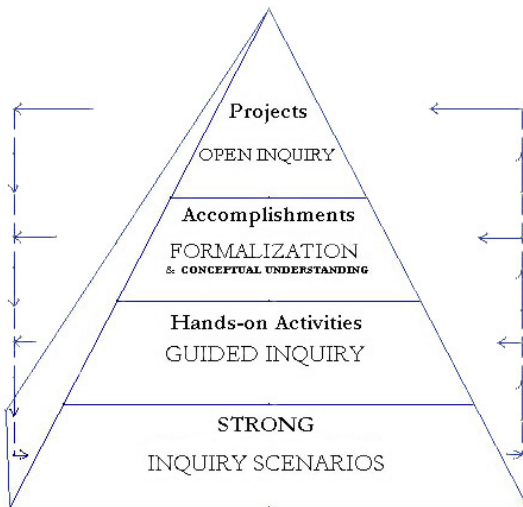 Projects
OPEN INQUIRY
Accomplishments
FORMALIZATION
& CONCEPTUAL UNDERSTANDING
Hands-on Activities
GUIDED INQUIRY
STRONG
INQUIRY SCENARIOS